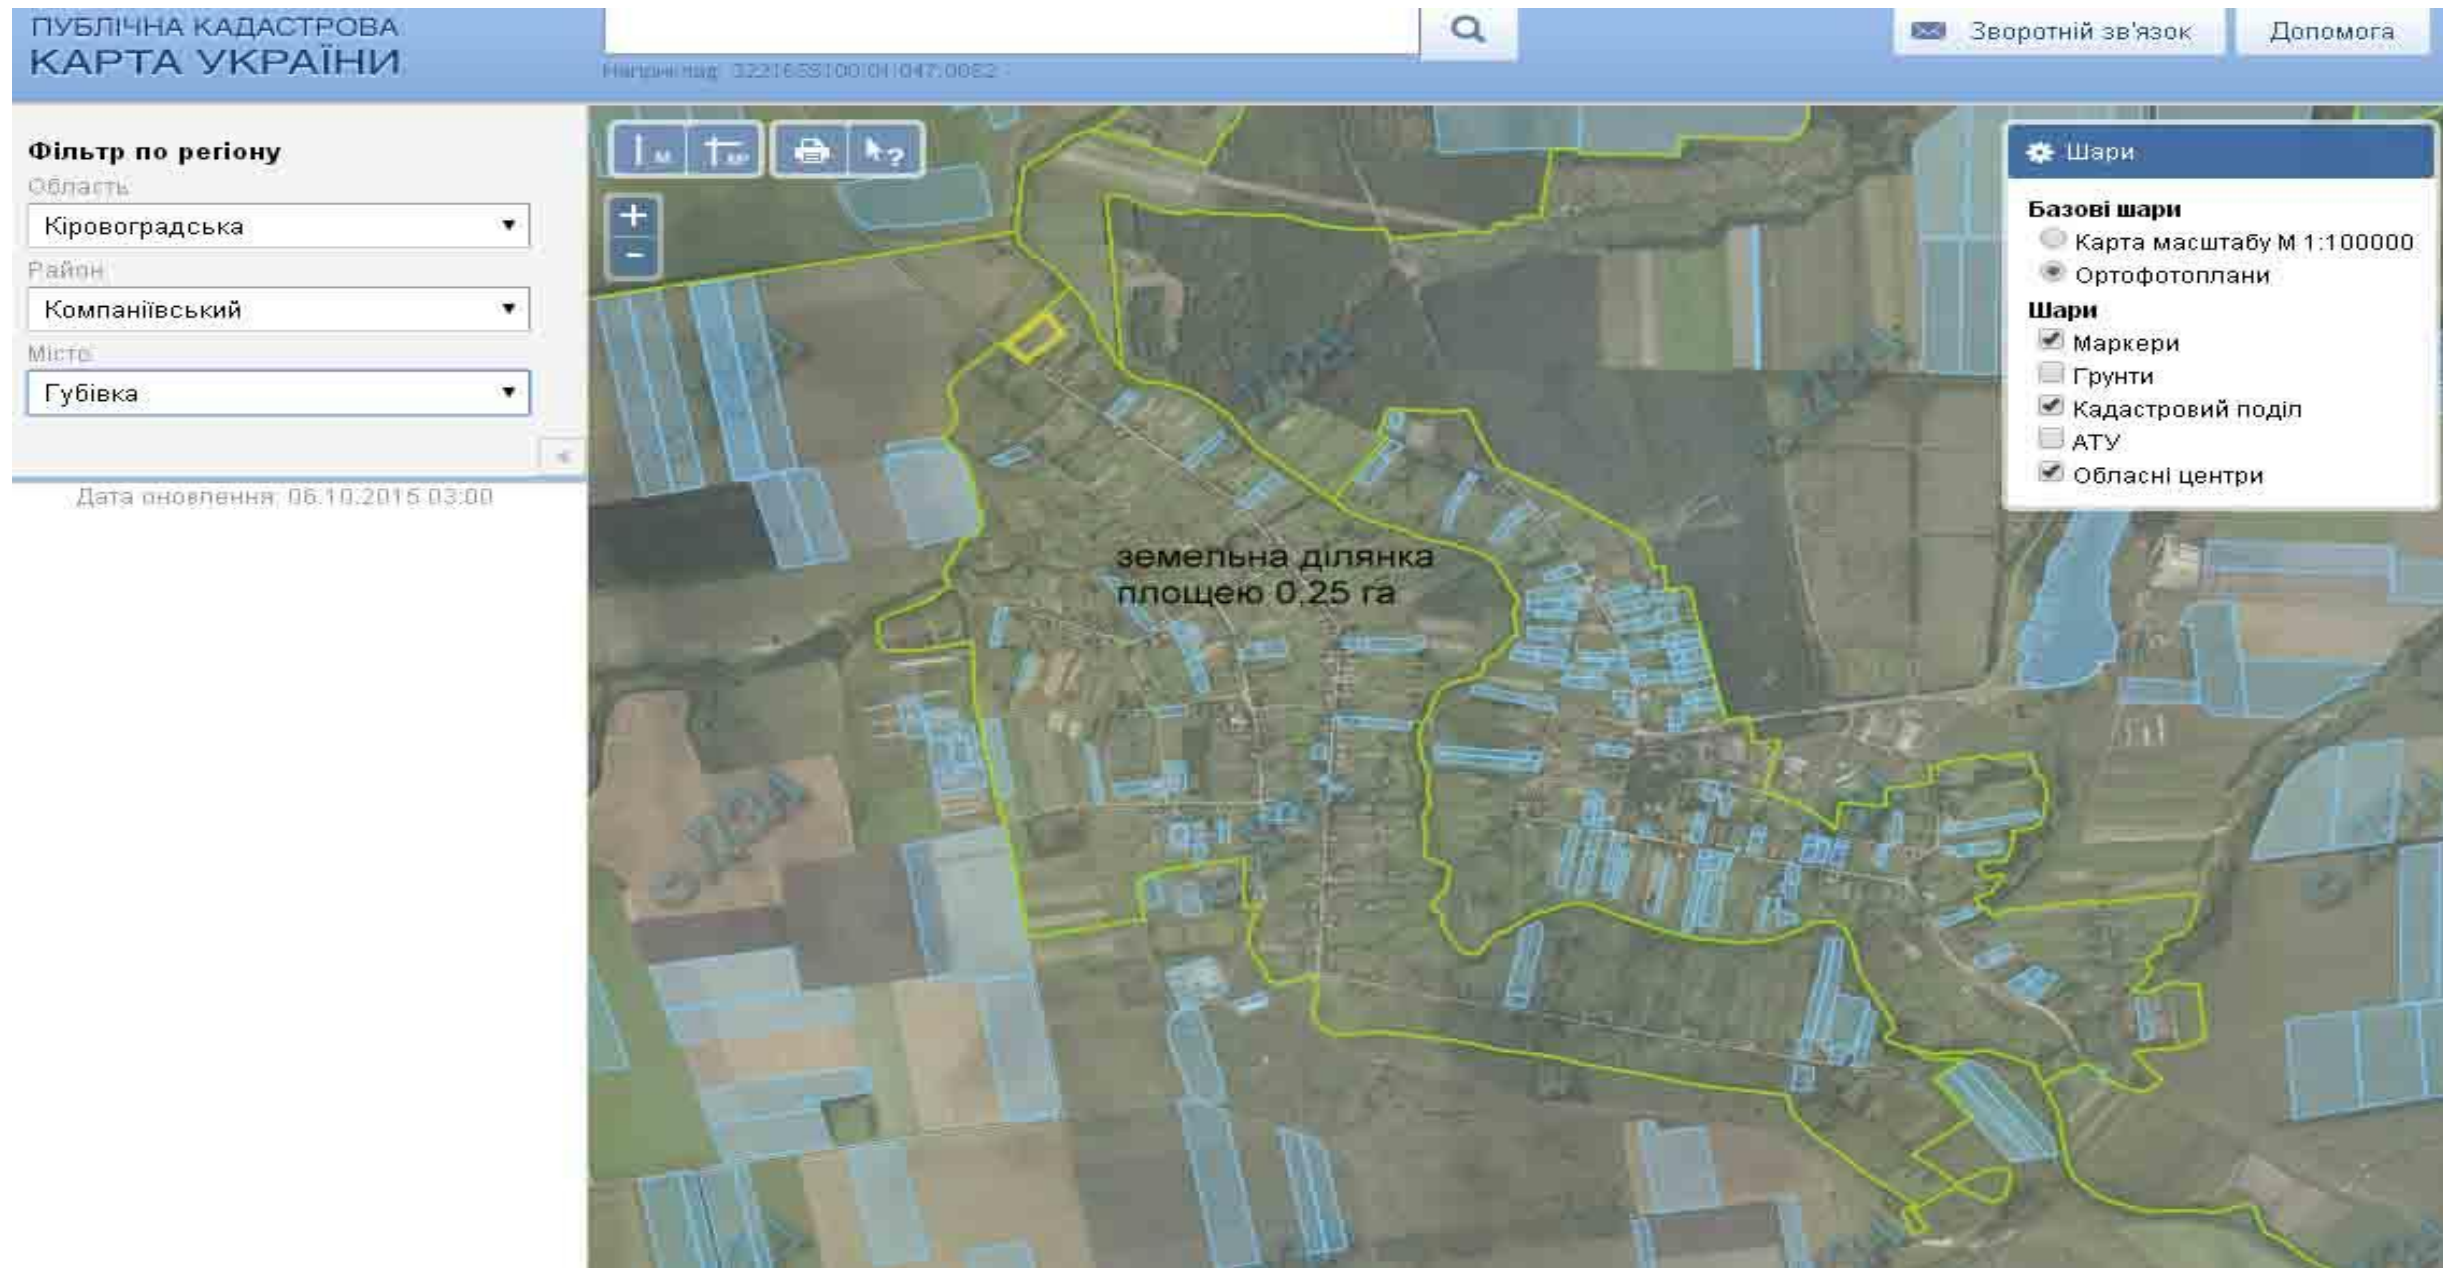 ПУБЛІЧНА КАДАСТРОВА
КАРТА УКРАЇНИ
Зворотній зв'язок
Допомога
Фільтр по регіону
Область
Кіровоградська
Район
Компаніївський
Місто
Губівка
Дата оновлення: 06.10.2015 03:00
М
?
+
-
Шари
Базові шари
Карта масштабу М 1:100000
Ортофотоплани
Шари
Маркери
Грунти
Кадастровий поділ
АТУ
Обласні центри
земельна ділянка
площею 0,25 га